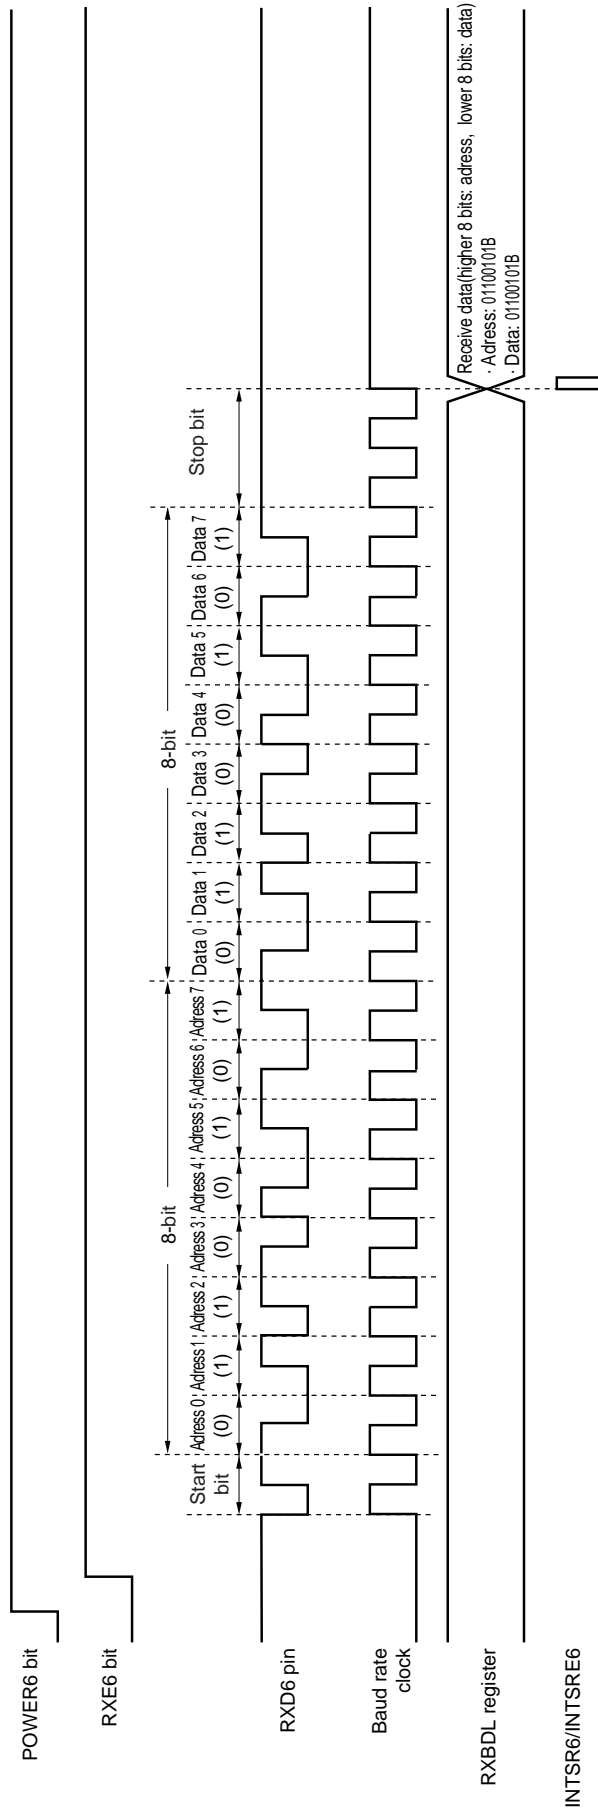 POWER6 bit
RXE6 bit
8-bit
8-bit
Start
bit
Adress 0
Adress 1
Adress 2
Adress 3
Adress 4
Adress 5
Adress 6
Adress 7
Data 0
Data 1
Data 2
Data 3
Data 4
Data 5
Data 6
Data 7
Stop bit
(0)
(1)
(1)
(0)
(0)
(1)
(0)
(1)
(0)
(1)
(1)
(0)
(0)
(1)
(0)
(1)
RXD6 pin
Baud rate
clock
RXBDL register
Receive data(higher 8 bits: adress, lower 8 bits: data)
· Adress: 01100101B
· Data: 01100101B
INTSR6/INTSRE6